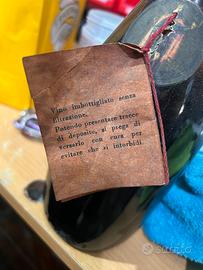 Vino imbottigliato senza
filtrazione.
Potendo presentare tracce
di deposito, si prega di
versarlo con cura per
evitare che si intorbidi.
subito